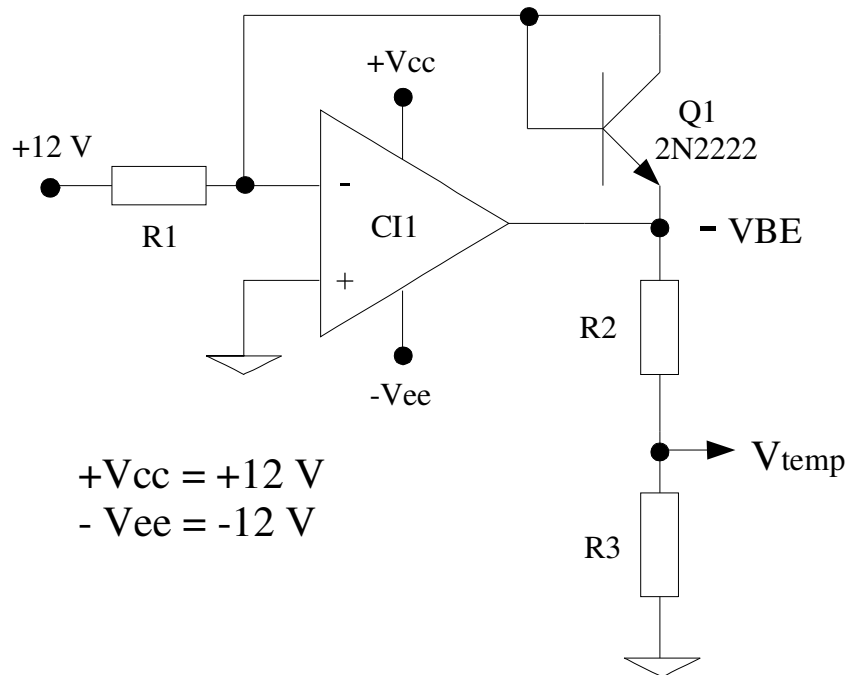 +Vcc
Q1
2N2222
+12 V
-
R1
CI1
- VBE
+
R2
-Vee
Vtemp
+Vcc = +12 V
- Vee = -12 V
R3